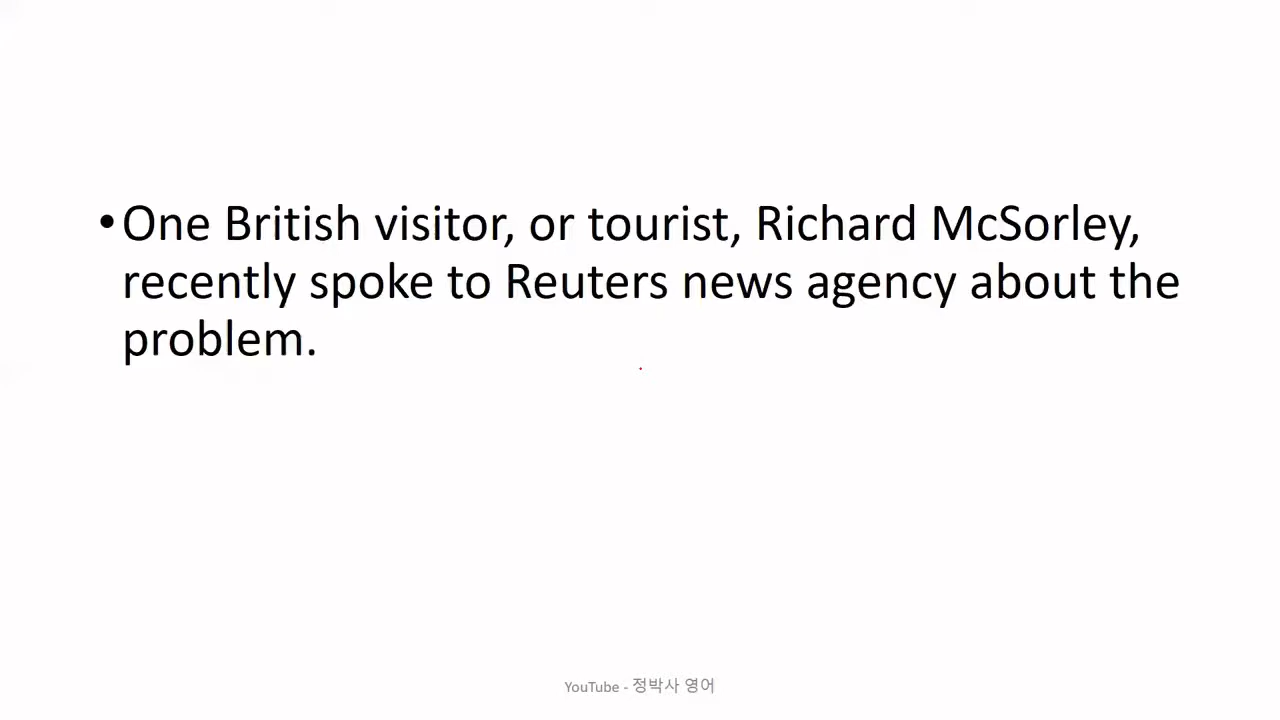 •One British visitor, or tourist, Richard McSorley,
recently spoke to Reuters news agency about the
problem.
YouTube - 정박사 영어